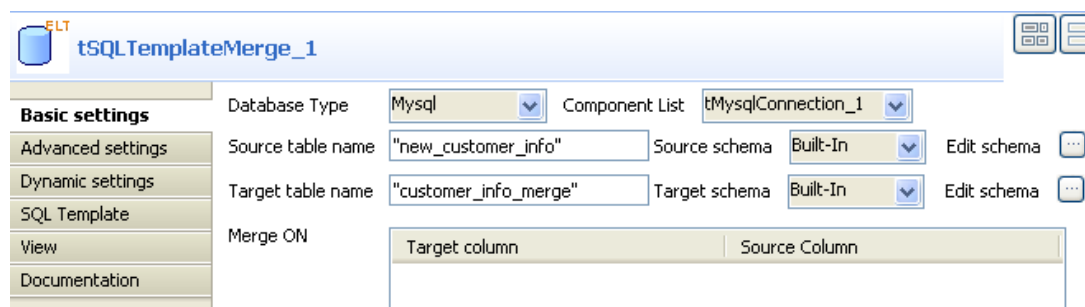 ELT
tSQLTemplateMerge_1
Basic settings
Advanced settings
Dynamic settings
SQL Template
View
Documentation
Database Type Mysql Component List tMysqlConnection_1
Source table name "new_customer_info" Source schema Built-In Edit schema ...
Target table name "customer_info_merge" Target schema Built-In Edit schema ...
Merge ON
Target column Source Column